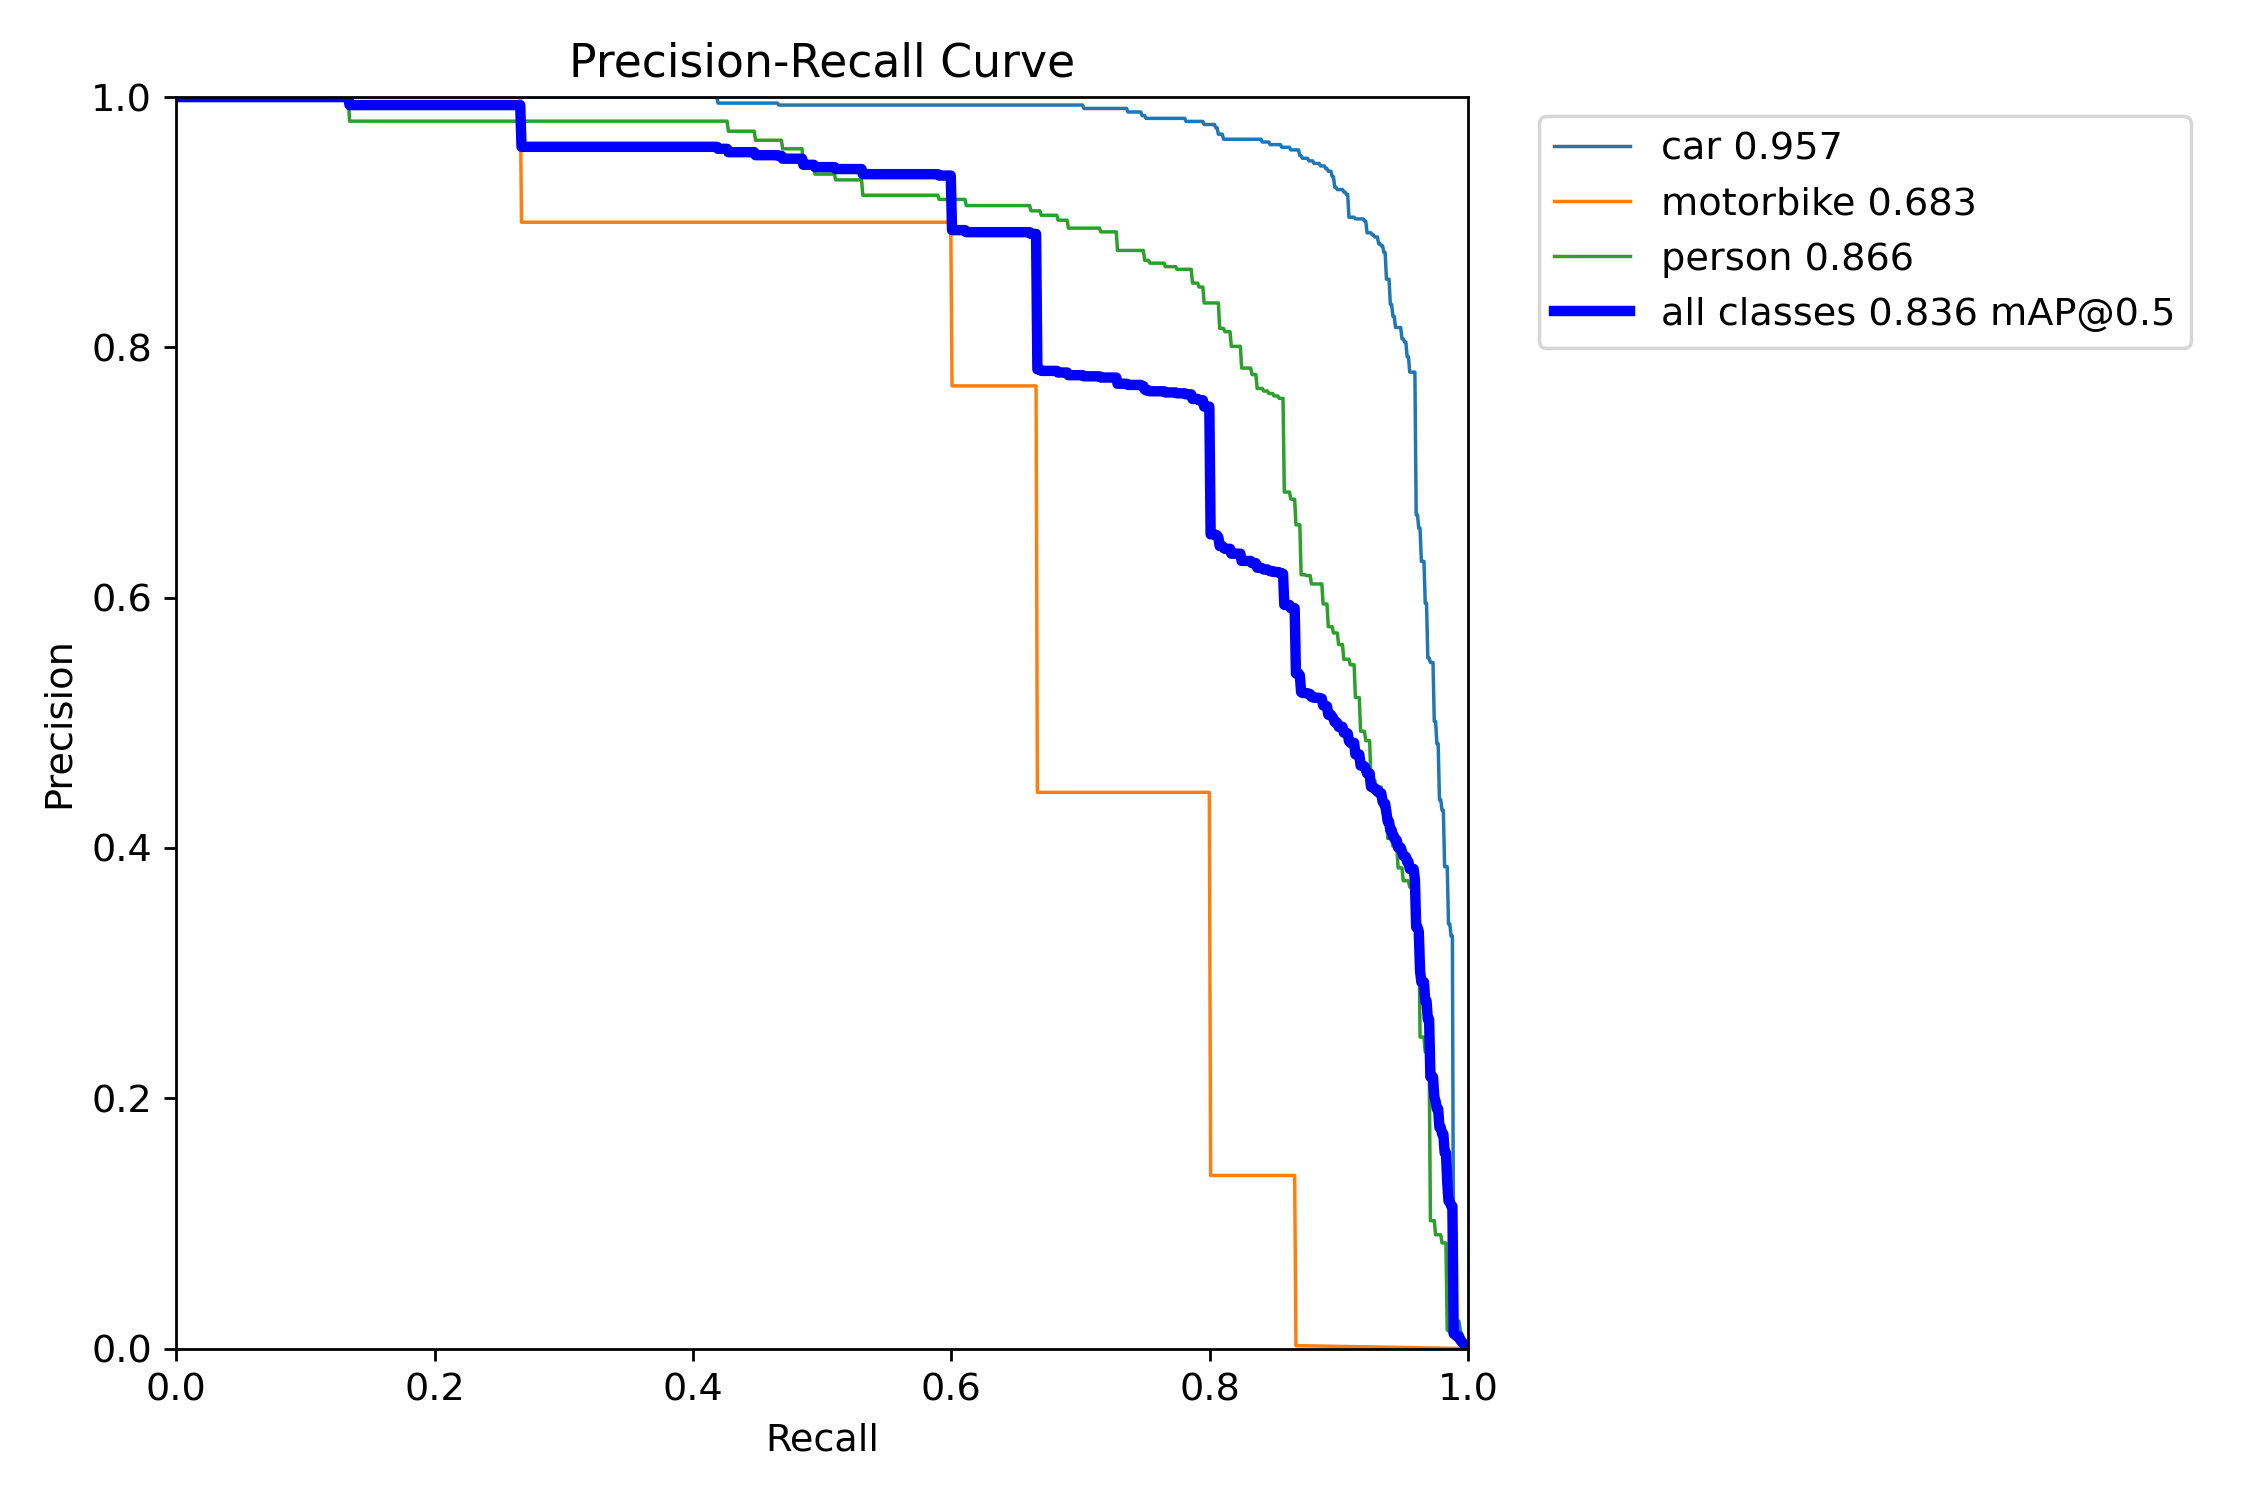 Precision-Recall Curve
1.0
0.8
0.6
0.4
0.2
0.0
Precision
0.0 0.2 0.4 0.6 0.8 1.0
Recall
car 0.957
motorbike 0.683
person 0.866
all classes 0.836 mAP@0.5